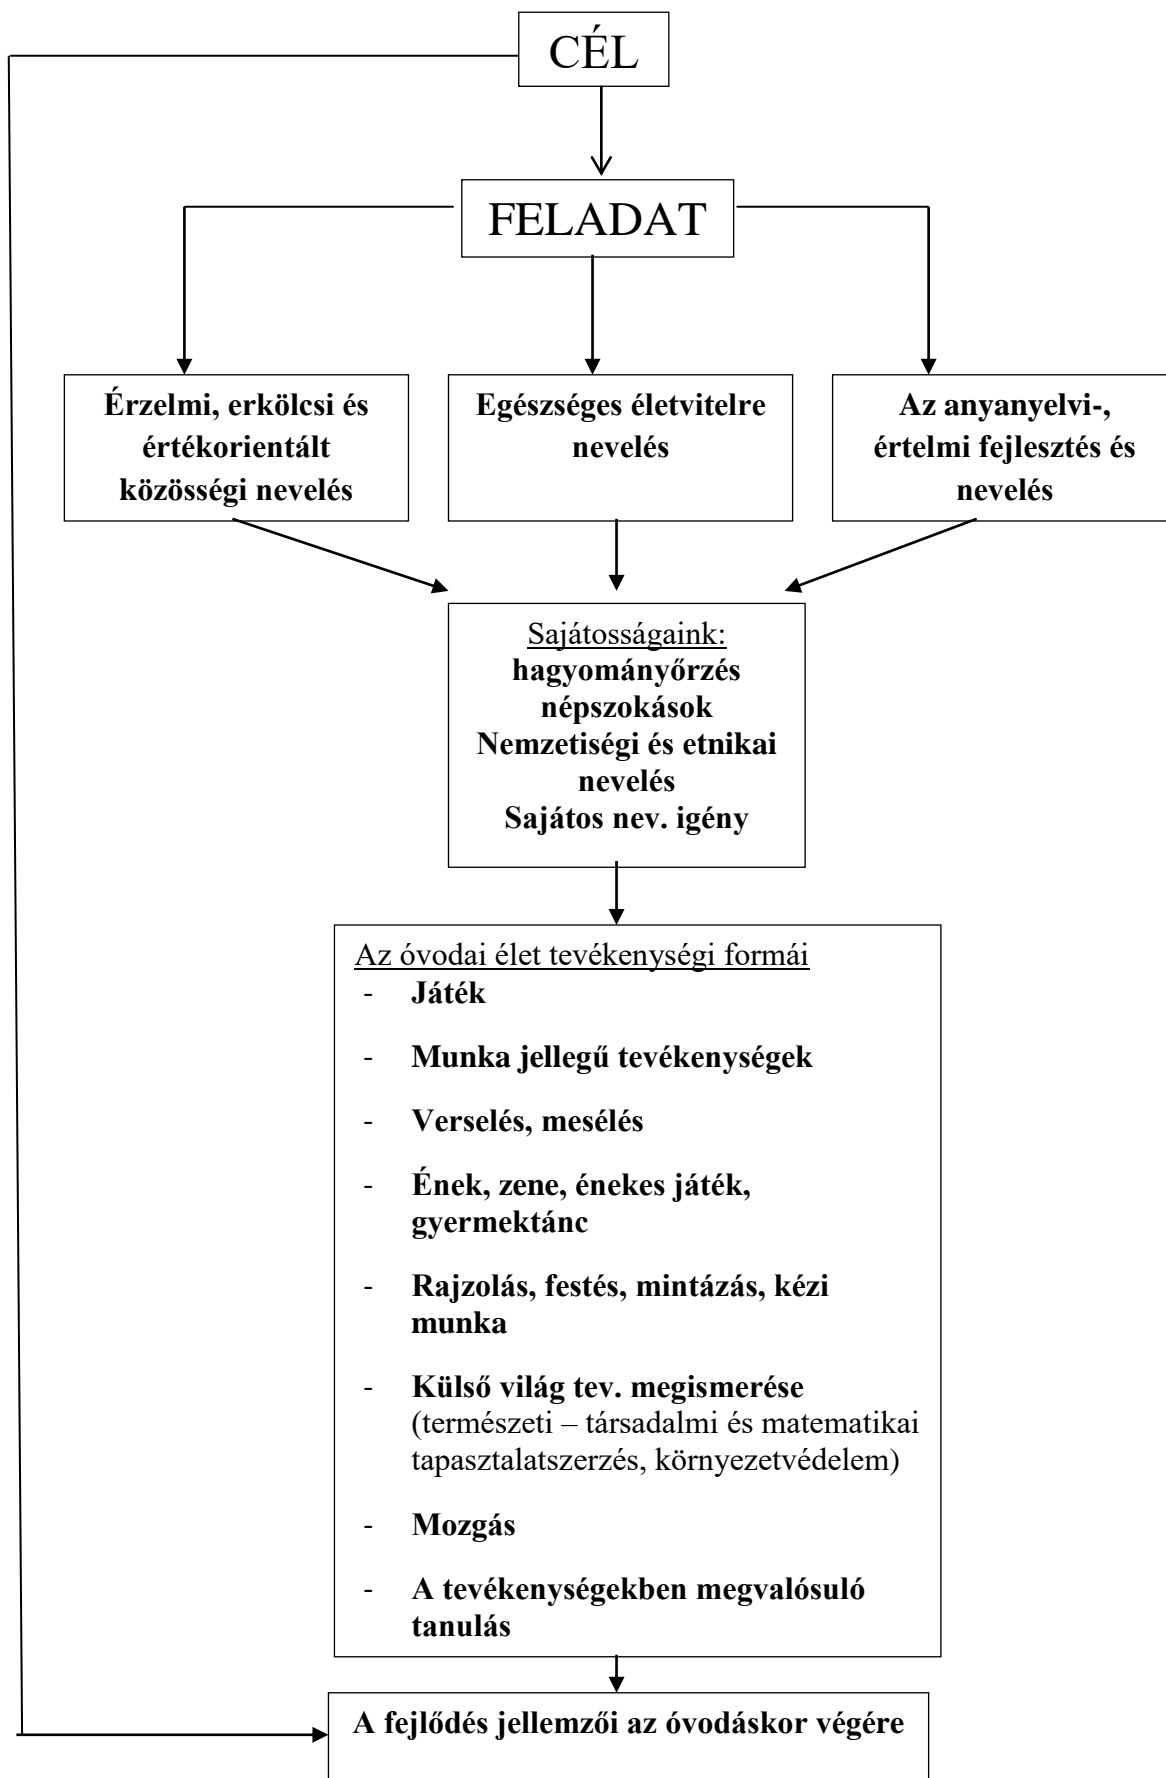 CÉL
FELADAT
Érzelmi, erkölcsi és
értékorientált
közösségi nevelés
Egészséges életvitelre
nevelés
Az anyanyelvi-,
értelmi fejlesztés és
nevelés
Sajátosságaink:
hagyományőrzés
népszokások
Nemzetiségi és etnikai
nevelés
Sajátos nev. igény
Az óvodai élet tevékenységi formái
- Játék
- Munka jellegű tevékenységek
- Verselés, mesélés
- Ének, zene, énekes játék,
gyermektánc
- Rajzolás, festés, mintázás, kézi
munka
- Külső világ tev. megismerése
(természeti – társadalmi és matematikai
tapasztalatszerzés, környezetvédelem)
- Mozgás
- A tevékenységekben megvalósuló
tanulás
A fejlődés jellemzői az óvodáskor végére